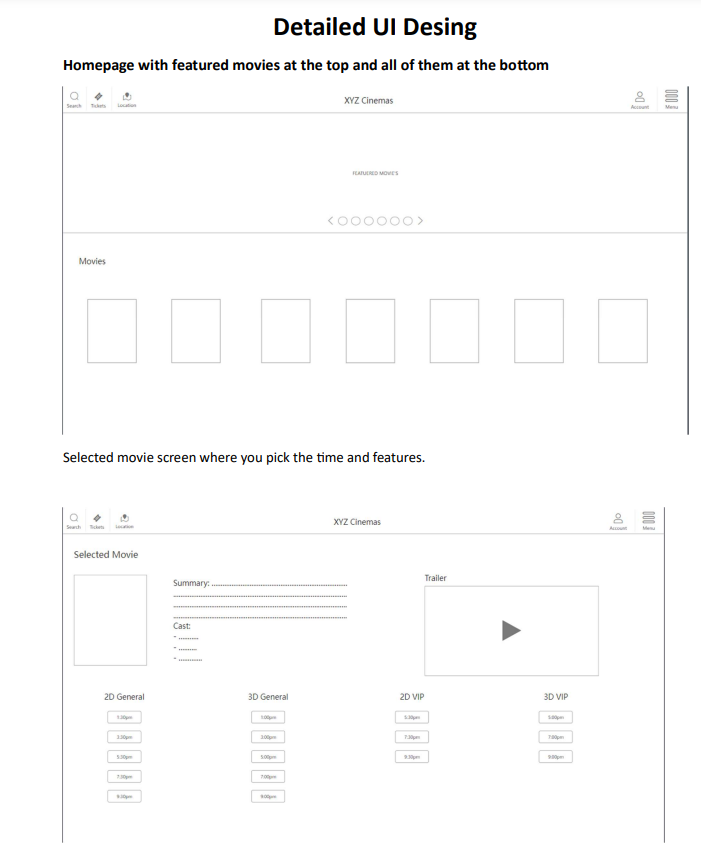 Detailed UI Desing
Homepage with featured movies at the top and all of them at the bottom
Search Tickets Location XYZ Cinemas Account Menu
FEATUERED MOVIE'S
Movies
Selected movie screen where you pick the time and features.
Search Tickets Location XYZ Cinemas Account Menu
Selected Movie
Summary: Trailer
Cast:
-
-
-
2D General 3D General 2D VIP 3D VIP
1:30pm 1:00pm 5:30pm 5:00pm
3:30pm 3:00pm 7:30pm 7:00pm
5:30pm 5:00pm 9:30pm 9:00pm
7:30pm 7:00pm
9:30pm 9:00pm